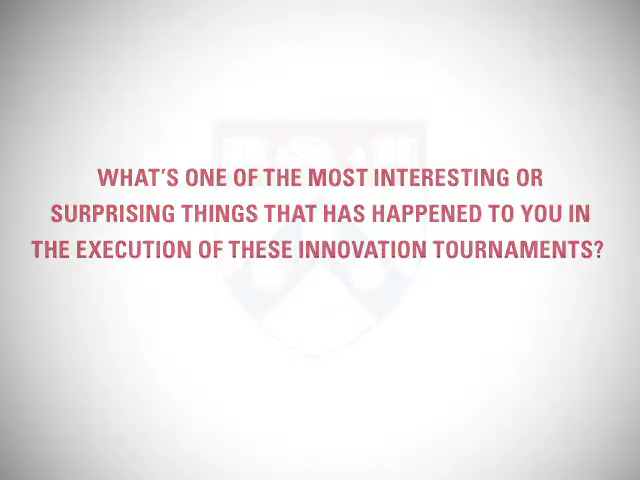 WHAT'S ONE OF THE MOST INTERESTING OR
SURPRISING THINGS THAT HAS HAPPENED TO YOU IN
THE EXECUTION OF THESE INNOVATION TOURNAMENTS?